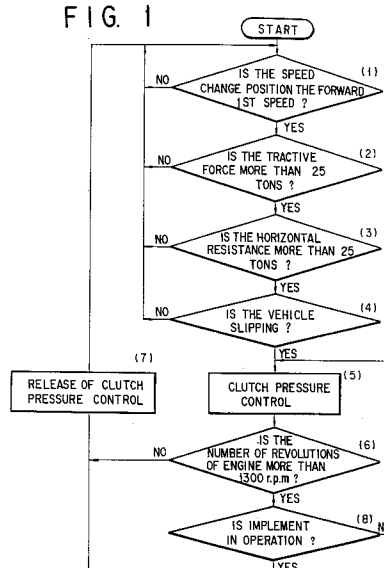 FIG. 1
START
(1)
IS THE SPEED
CHANGE POSITION THE FORWARD
1ST SPEED ?
NO
YES
(2)
IS THE TRACTIVE
FORCE MORE THAN 25
TONS ?
NO
YES
(3)
IS THE HORIZONTAL
RESISTANCE MORE THAN 25
TONS ?
NO
YES
(4)
IS THE VEHICLE
SLIPPING ?
NO
YES
(7)
RELEASE OF CLUTCH
PRESSURE CONTROL
(5)
CLUTCH PRESSURE
CONTROL
(6)
IS THE
NUMBER OF REVOLUTIONS
OF ENGINE MORE THAN
1300 r.p.m ?
NO
YES
(8)
IS IMPLEMENT
IN OPERATION ?
N
YES